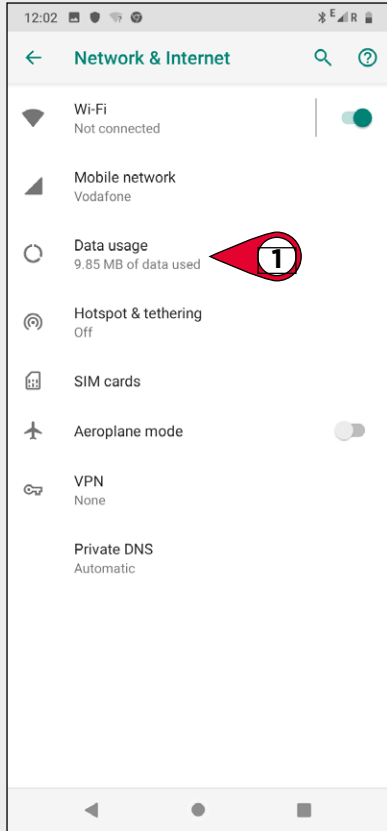 12:02
E
R
Network & Internet
Wi-Fi
Not connected
Mobile network
Vodafone
Data usage
9.85 MB of data used
1
Hotspot & tethering
Off
SIM cards
Aeroplane mode
VPN
None
Private DNS
Automatic